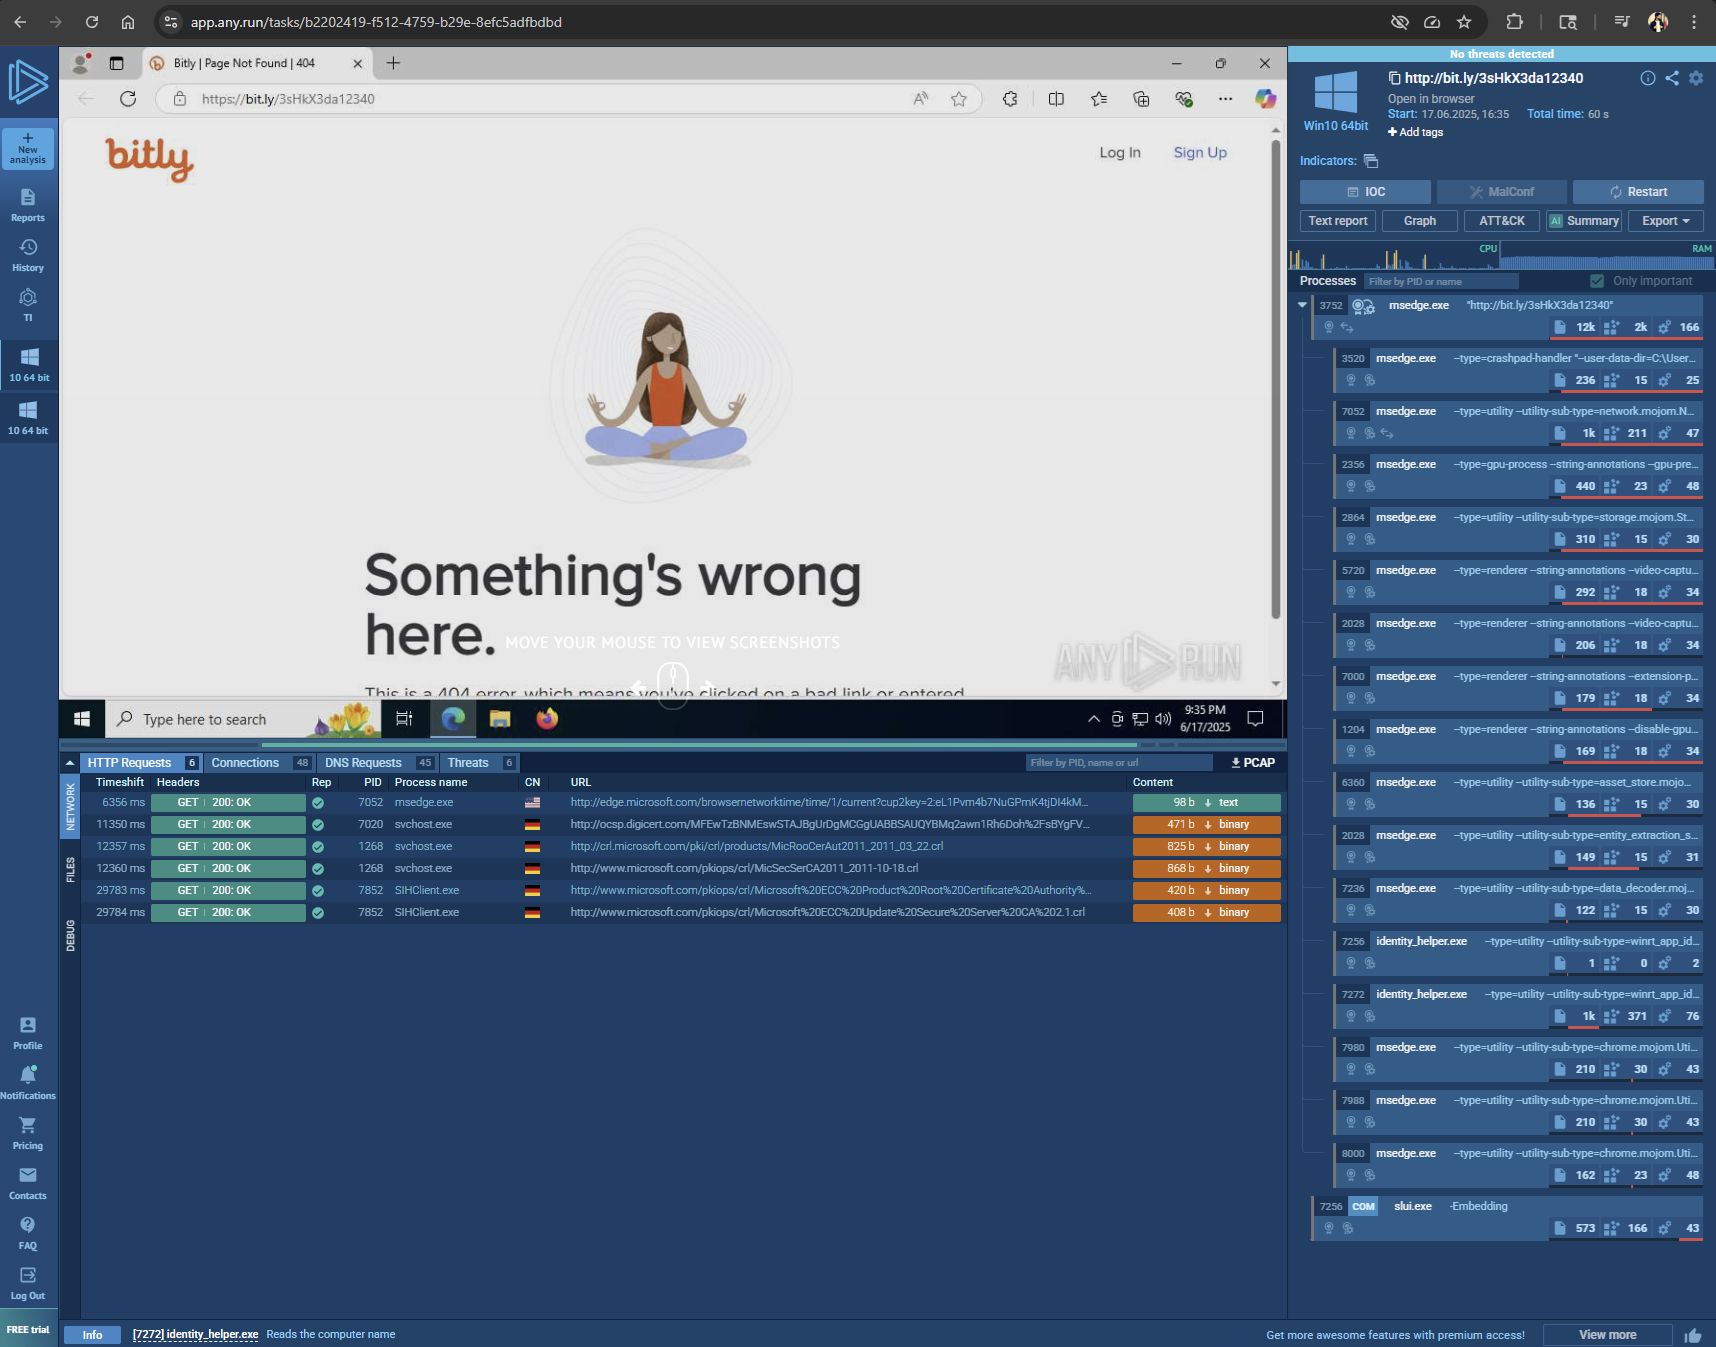 app.any.run/tasks/b2202419-f512-4759-b29e-8efc5adfbdbd
Bitly | Page Not Found | 404
https://bit.ly/3sHkX3da12340
bitly
Log In
Sign Up
Something's wrong
here.
MOVE YOUR MOUSE TO VIEW SCREENSHOTS
This is a 404 error, which means you've clicked on a bad link or entered
ANY RUN
Type here to search
9:35 PM
6/17/2025
New
analysis
Reports
History
TI
10 64 bit
10 64 bit
Profile
Notifications
Pricing
Contacts
FAQ
Log Out
FREE trial
HTTP Requests 6
Connections 48
DNS Requests 45
Threats 6
Filter by PID, name or url
PCAP
NETWORK
FILES
DEBUG
Timeshift Headers Rep PID Process name CN URL Content
6356 ms GET 200: OK 7052 msedge.exe http://edge.microsoft.com/browsernetworktime/time/1/current?cup2key=2:eL1Pvm4b7NuGPmK4tjDI4kM... 98 b text
11350 ms GET 200: OK 7020 svchost.exe http://ocsp.digicert.com/MFEwTzBNMEswSTAJBgUrDgMCGgUABBSAUQYBMq2awn1Rh6Doh%2FsBYgFV... 471 b binary
12357 ms GET 200: OK 1268 svchost.exe http://crl.microsoft.com/pki/crl/products/MicRooCerAut2011_2011_03_22.crl 825 b binary
12360 ms GET 200: OK 1268 svchost.exe http://www.microsoft.com/pkiops/crl/MicSecSerCA2011_2011-10-18.crl 868 b binary
29783 ms GET 200: OK 7852 SIHClient.exe http://www.microsoft.com/pkiops/crl/Microsoft%20ECC%20Product%20Root%20Certificate%20Authority%... 420 b binary
29784 ms GET 200: OK 7852 SIHClient.exe http://www.microsoft.com/pkiops/crl/Microsoft%20ECC%20Update%20Secure%20Server%20CA%202.1.crl 408 b binary
No threats detected
http://bit.ly/3sHkX3da12340
Open in browser
Start: 17.06.2025, 16:35 Total time: 60 s
Win10 64bit
Add tags
Indicators:
IOC
MalConf
Restart
Text report
Graph
ATT&CK
AI Summary
Export
CPU
RAM
Processes
Filter by PID or name
Only important
3752 msedge.exe "http://bit.ly/3sHkX3da12340"
12k 2k 166
3520 msedge.exe --type=crashpad-handler "--user-data-dir=C:\User...
236 15 25
7052 msedge.exe --type=utility --utility-sub-type=network.mojom.N...
1k 211 47
2356 msedge.exe --type=gpu-process --string-annotations --gpu-pre...
440 23 48
2864 msedge.exe --type=utility --utility-sub-type=storage.mojom.St...
310 15 30
5720 msedge.exe --type=renderer --string-annotations --video-captu...
292 18 34
2028 msedge.exe --type=renderer --string-annotations --video-captu...
206 18 34
7000 msedge.exe --type=renderer --string-annotations --extension-p...
179 18 34
1204 msedge.exe --type=renderer --string-annotations --disable-gpu...
169 18 34
6360 msedge.exe --type=utility --utility-sub-type=asset_store.mojo...
136 15 30
2028 msedge.exe --type=utility --utility-sub-type=entity_extraction_s...
149 15 31
7236 msedge.exe --type=utility --utility-sub-type=data_decoder.moj...
122 15 30
7256 identity_helper.exe --type=utility --utility-sub-type=winrt_app_id...
1 0 2
7272 identity_helper.exe --type=utility --utility-sub-type=winrt_app_id...
1k 371 76
7980 msedge.exe --type=utility --utility-sub-type=chrome.mojom.Uti...
210 30 43
7988 msedge.exe --type=utility --utility-sub-type=chrome.mojom.Uti...
210 30 43
8000 msedge.exe --type=utility --utility-sub-type=chrome.mojom.Uti...
162 23 48
7256 COM slui.exe -Embedding
573 166 43
Info
[7272] identity_helper.exe Reads the computer name
Get more awesome features with premium access!
View more